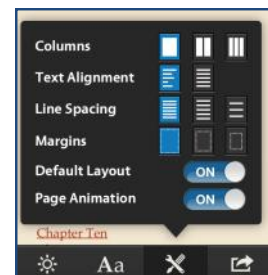 Columns
Text Alignment
Line Spacing
Margins
Default Layout ON
Page Animation ON
Chapter Ten
Aa